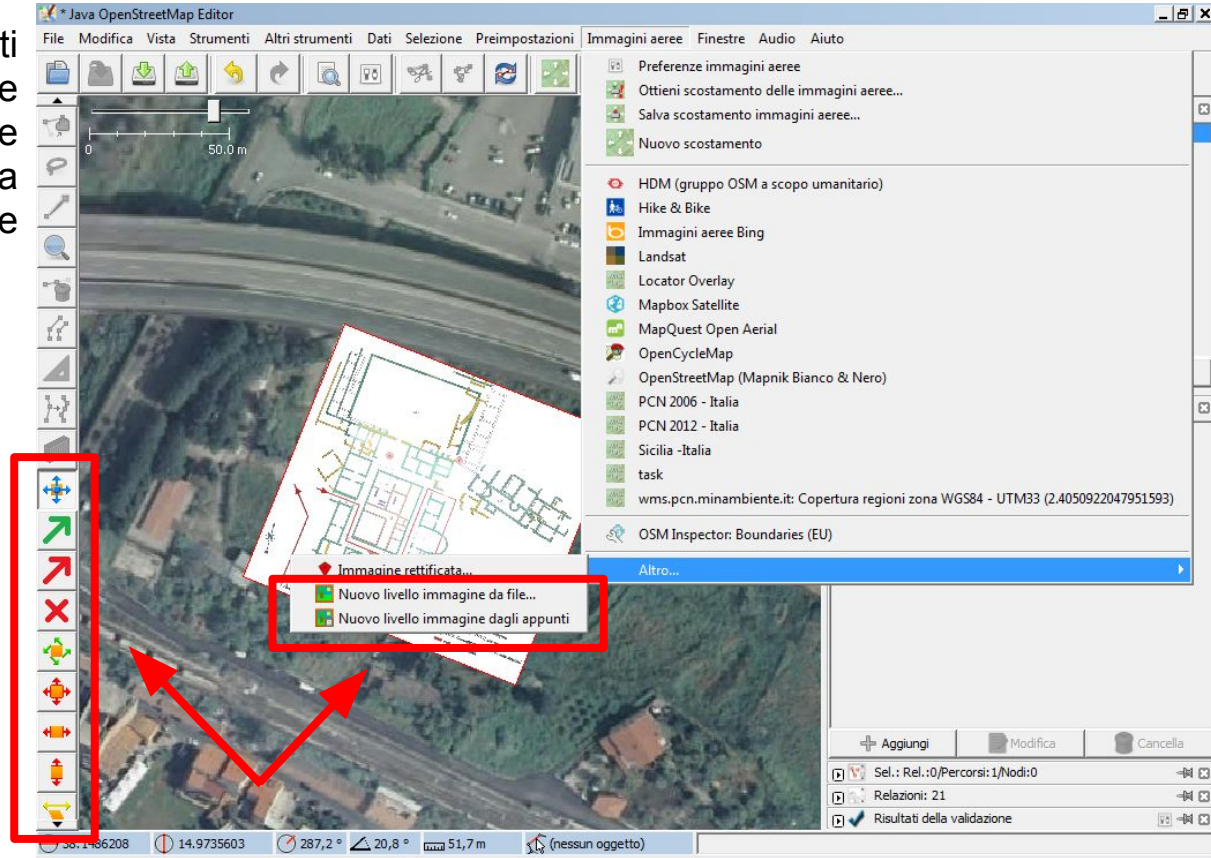 * Java OpenStreetMap Editor
File Modifica Vista Strumenti Altri strumenti Dati Selezione Preimpostazioni Immagini aeree Finestre Audio Aiuto
ti
e
e
a
e
0 50.0 m
Preferenze immagini aeree
Ottieni scostamento delle immagini aeree...
Salva scostamento immagini aeree...
Nuovo scostamento
HDM (gruppo OSM a scopo umanitario)
Hike & Bike
Immagini aeree Bing
Landsat
Locator Overlay
Mapbox Satellite
MapQuest Open Aerial
OpenCycleMap
OpenStreetMap (Mapnik Bianco & Nero)
PCN 2006 - Italia
PCN 2012 - Italia
Sicilia -Italia
task
wms.pcn.minambiente.it: Copertura regioni zona WGS84 - UTM33 (2.4050922047951593)
OSM Inspector: Boundaries (EU)
Altro...
Immagine rettificata...
Nuovo livello immagine da file...
Nuovo livello immagine dagli appunti
Aggiungi Modifica Cancella
Sel.: Rel.:0/Percorsi:1/Nodi:0
Relazioni: 21
Risultati della validazione
38.1486208 14.9735603 287,2 ° 20,8 ° 51,7 m (nessun oggetto)